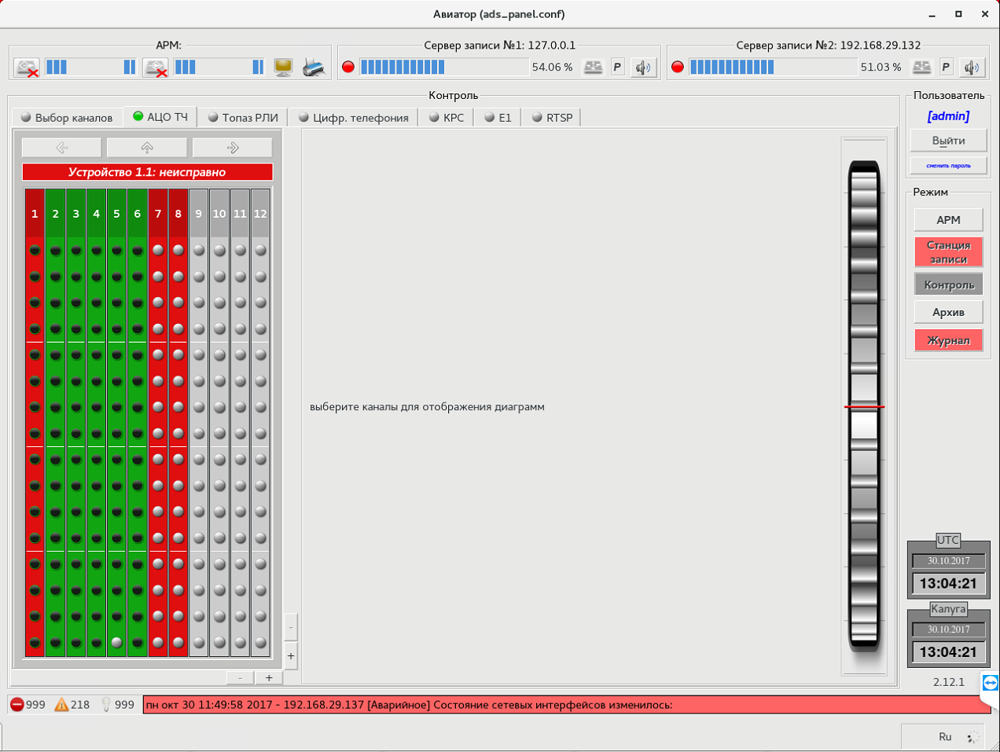 Авиатор (ads_panel.conf)
АРМ:
Сервер записи №1: 127.0.0.1
54.06 %
P
Сервер записи №2: 192.168.29.132
51.03 %
P
Контроль
Выбор каналов
АЦО ТЧ
Топаз РЛИ
Цифр. телефония
КРС
E1
RTSP
Устройство 1.1: неисправно
1 2 3 4 5 6 7 8 9 10 11 12
выберите каналы для отображения диаграмм
-
+
- +
Пользователь
[admin]
Выйти
сменить пароль
Режим
АРМ
Станция
записи
Контроль
Архив
Журнал
UTC
30.10.2017
13:04:21
Калуга
30.10.2017
13:04:21
2.12.1
999 218 999
пн окт 30 11:49:58 2017 - 192.168.29.137 [Аварийное] Состояние сетевых интерфейсов изменилось:
Ru